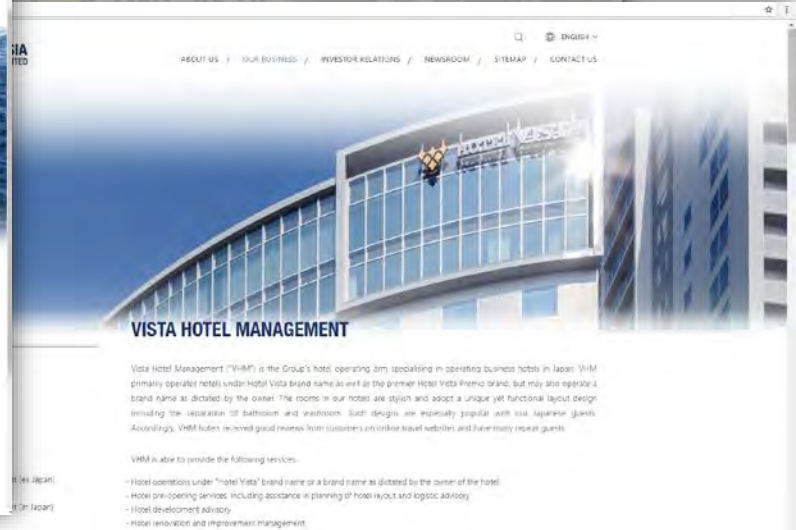 SIA
ITED
ENGLISH
ABOUT US / OUR BUSINESS / INVESTOR RELATIONS / NEWSROOM / SITEMAP / CONTACT US
HOTEL VISTA
VISTA HOTEL MANAGEMENT
Vista Hotel Management ("VHM") is the Group's hotel operating arm specialising in operating business hotels in Japan. VHM
primarily operates hotels under Hotel Vista brand name as well as the premier Hotel Vista Premio brand, but may also operate a
brand name as dictated by the owner. The rooms in our hotels are stylish and adopt a unique yet functional layout design
including the separation of bathroom and washroom. Such designs are especially popular with our Japanese guests.
Accordingly, VHM hotels received good reviews from customers on online travel websites and have many repeat guests.
VHM is able to provide the following services:
- Hotel operations under "Hotel Vista" brand name or a brand name as dictated by the owner of the hotel
- Hotel pre-opening services, including assistance in planning of hotel layout and logistic advisory
- Hotel development advisory
- Hotel renovation and improvement management
t (ex Japan)
t (in Japan)